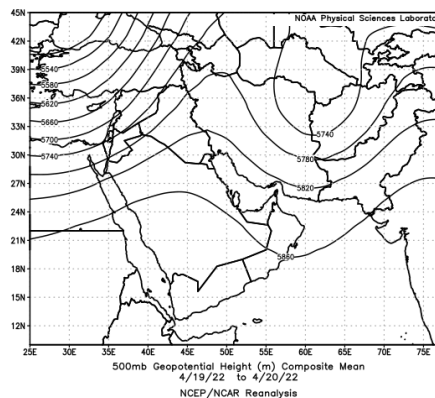 NOAA Physical Sciences Laborato
45N
42N
39N
36N
33N
30N
27N
24N
21N
18N
15N
12N
5540
5580
5620
5660
5700
5740
5740
5780
5820
5860
25E 30E 35E 40E 45E 50E 55E 60E 65E 70E 75E
500mb Geopotential Height (m) Composite Mean
4/19/22 to 4/20/22
NCEP/NCAR Reanalysis